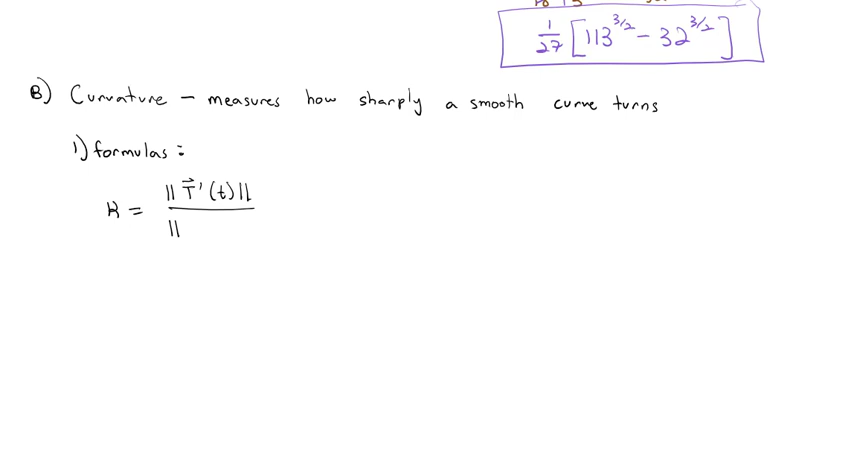 1/27 [113^3/2 - 32^3/2]
B) Curvature - measures how sharply a smooth curve turns
1) formulas:
K = ||T⃗'(t)|| / ||